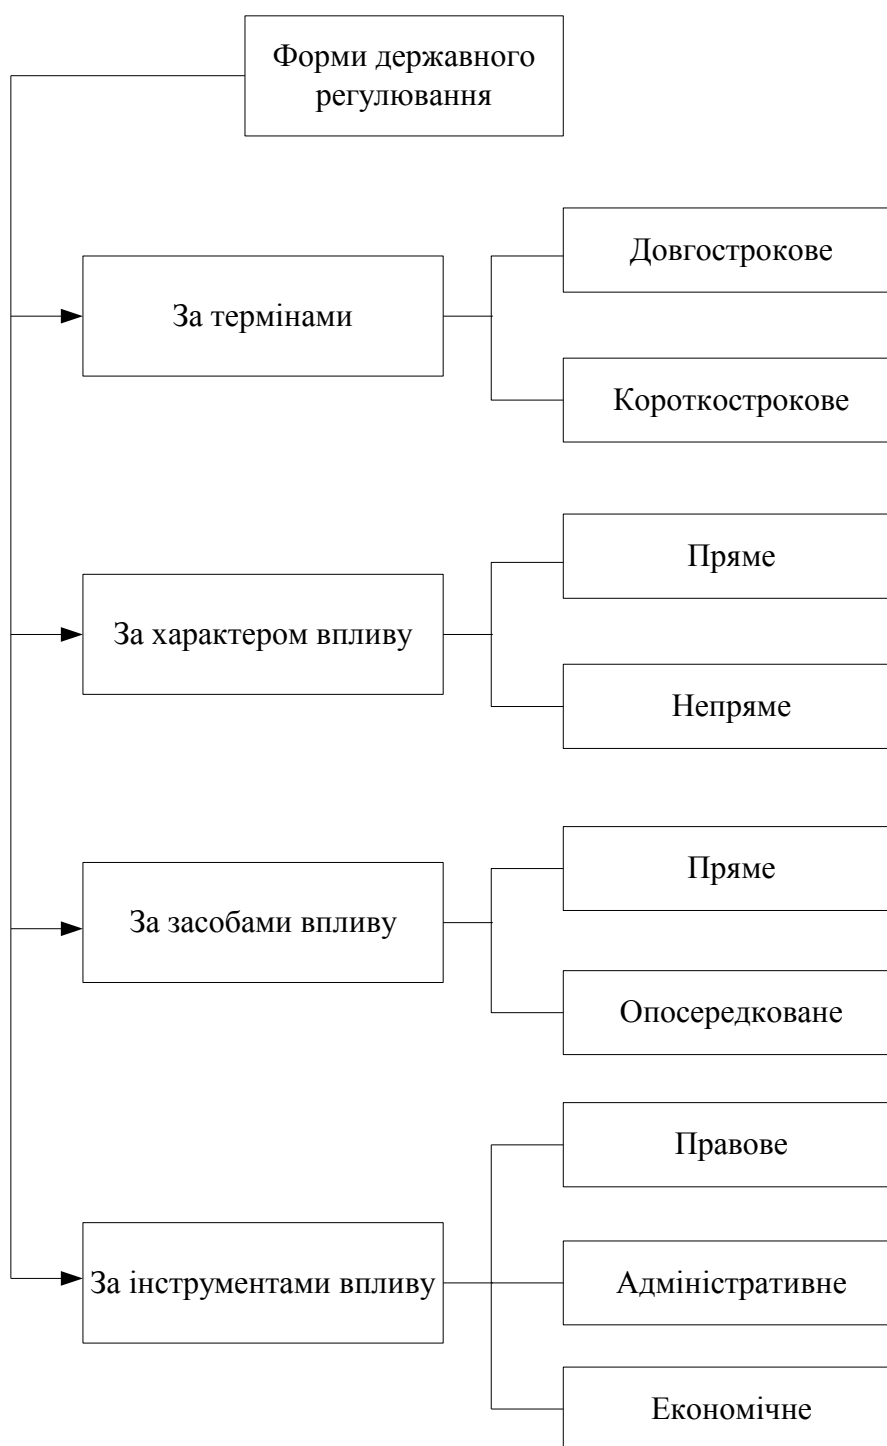 Форми державного
регулювання
За термінами
Довгострокове
Короткострокове
За характером впливу
Пряме
Непряме
За засобами впливу
Пряме
Опосередковане
За інструментами впливу
Правове
Адміністративне
Економічне